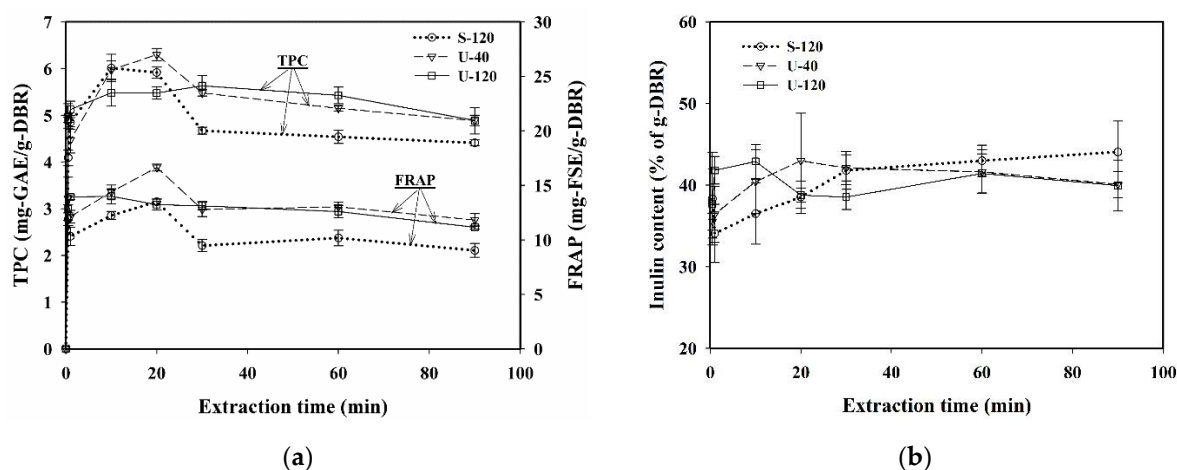 7
6
5
4
3
2
1
0
TPC (mg-GAE/g-DBR)
30
25
20
15
10
5
0
FRAP (mg-FSE/g-DBR)
S-120
U-40
U-120
TPC
FRAP
0 20 40 60 80 100
Extraction time (min)
(a)
60
50
40
30
20
Inulin content (% of g-DBR)
S-120
U-40
U-120
0 20 40 60 80 100
Extraction time (min)
(b)